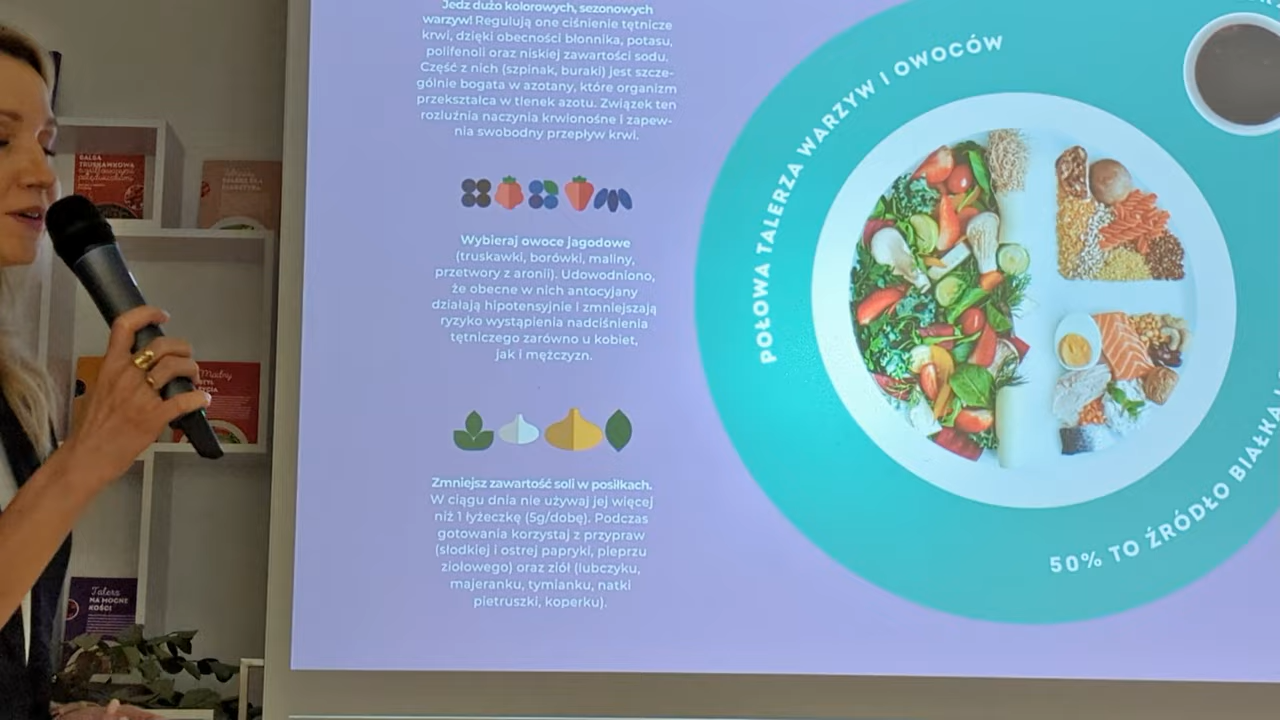 Jedz dużo kolorowych, sezonowych
warzyw! Regulują one ciśnienie tętnicze
krwi, dzięki obecności błonnika, potasu,
polifenoli oraz niskiej zawartości sodu.
Część z nich (szpinak, buraki) jest szcze-
gólnie bogata w azotany, które organizm
przekształca w tlenek azotu. Związek ten
rozluźnia naczynia krwionośne i zapew-
nia swobodny przepływ krwi.
Wybieraj owoce jagodowe
(truskawki, borówki, maliny,
przetwory z aronii). Udowodniono,
że obecne w nich antocyjany
działają hipotensyjnie i zmniejszają
ryzyko wystąpienia nadciśnienia
tętniczego zarówno u kobiet,
jak i mężczyzn.
Zmniejsz zawartość soli w posiłkach.
W ciągu dnia nie używaj jej więcej
niż 1 łyżeczkę (5g/dobę). Podczas
gotowania korzystaj z przypraw
(słodkiej i ostrej papryki, pieprzu
ziołowego) oraz ziół (lubczyku,
majeranku, tymianku, natki
pietruszki, koperku).
POŁOWA TALERZA WARZYW I OWOCÓW
50% TO ŹRÓDŁO BIAŁKA
SALSA
TRUSKAWKOWA
Mądry
STYL
ŻYCIA
Talerz
NA MOCNE
KOŚCI